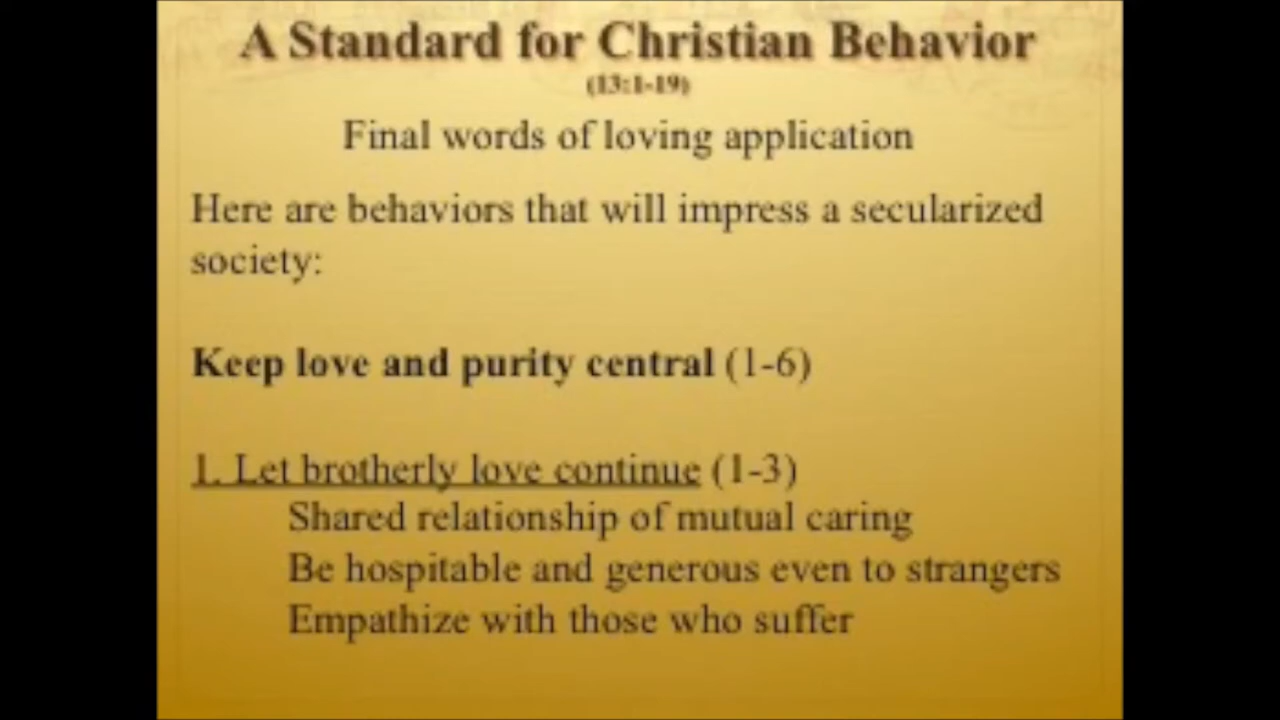 A Standard for Christian Behavior
(13:1-19)
Final words of loving application
Here are behaviors that will impress a secularized
society:
Keep love and purity central (1-6)
1. Let brotherly love continue (1-3)
Shared relationship of mutual caring
Be hospitable and generous even to strangers
Empathize with those who suffer